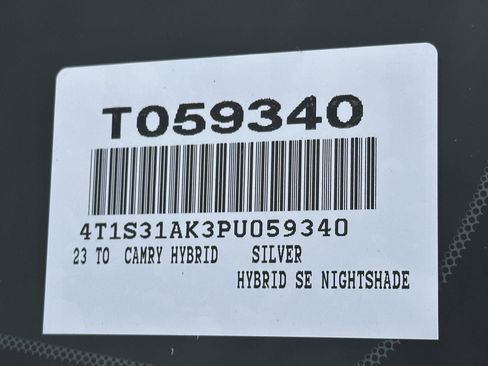 T059340
4T1S31AK3PU059340
23 TO CAMRY HYBRID SILVER
HYBRID SE NIGHTSHADE